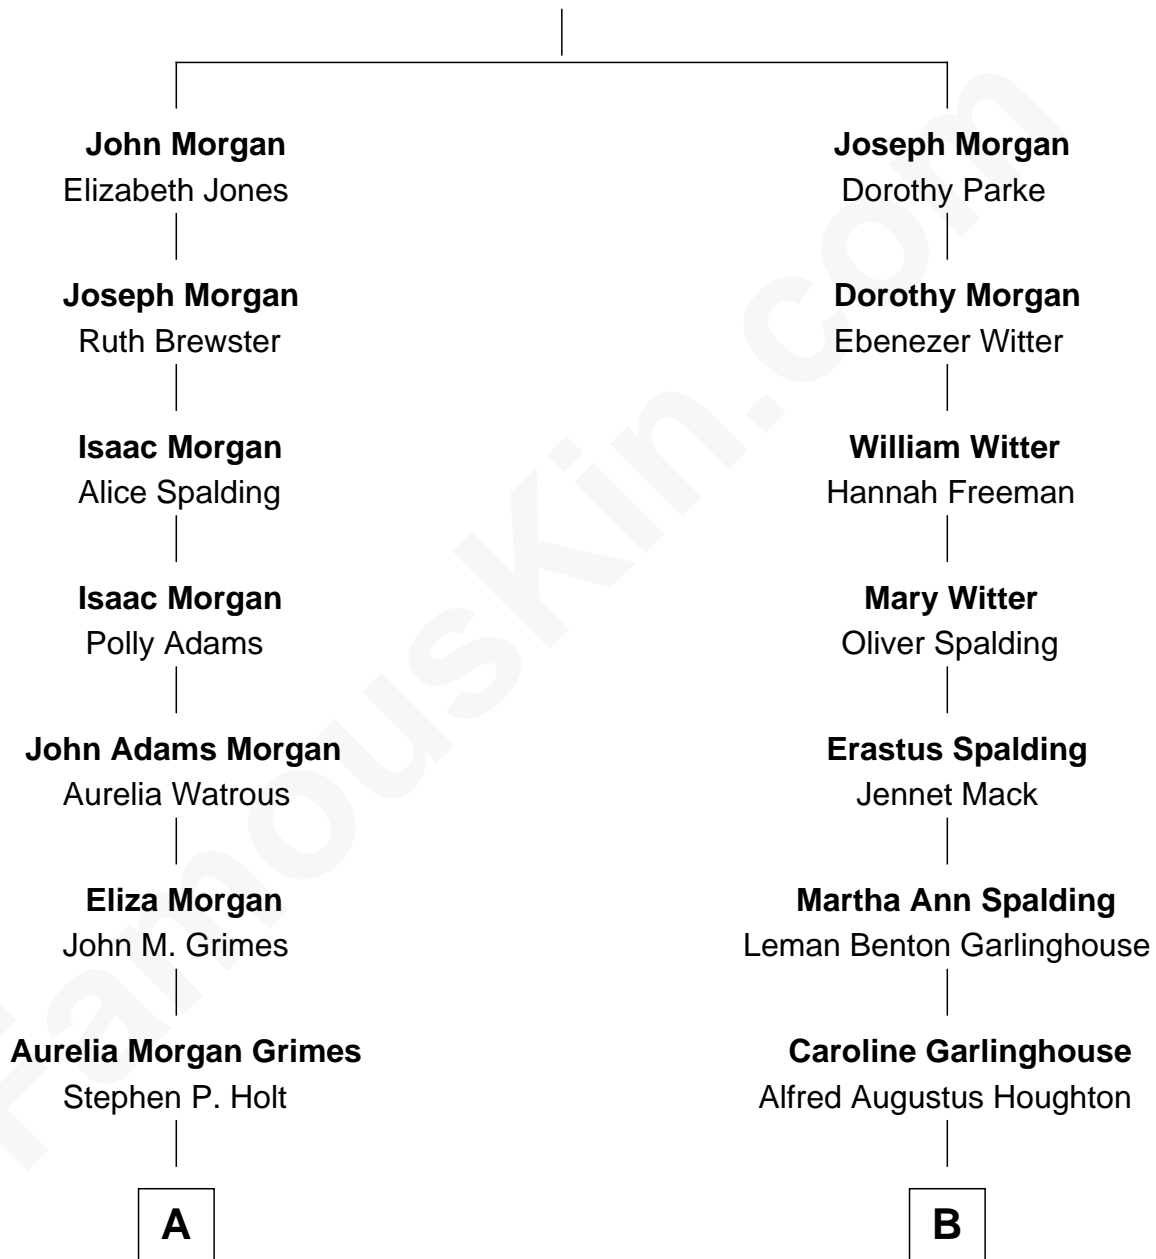 John Morgan
Elizabeth Jones
Joseph Morgan
Ruth Brewster
Isaac Morgan
Alice Spalding
Isaac Morgan
Polly Adams
John Adams Morgan
Aurelia Watrous
Eliza Morgan
John M. Grimes
Aurelia Morgan Grimes
Stephen P. Holt
A
Joseph Morgan
Dorothy Parke
Dorothy Morgan
Ebenezer Witter
William Witter
Hannah Freeman
Mary Witter
Oliver Spalding
Erastus Spalding
Jennet Mack
Martha Ann Spalding
Leman Benton Garlinghouse
Caroline Garlinghouse
Alfred Augustus Houghton
B
FamousKin.com